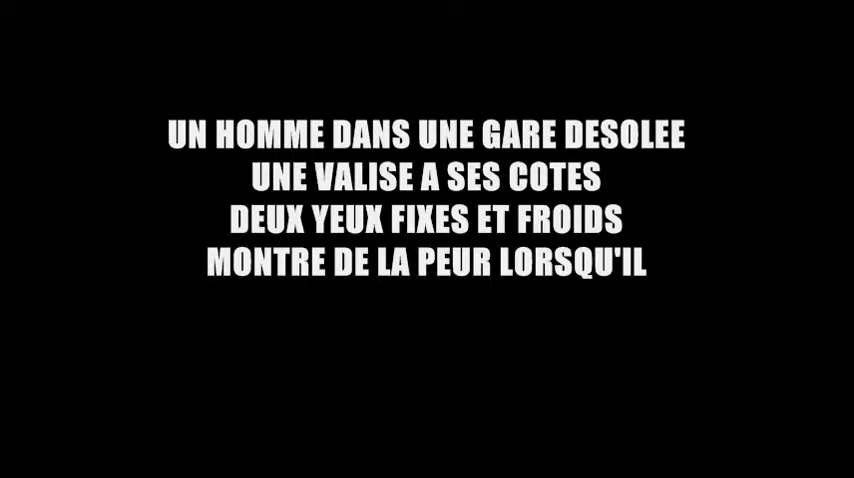 UN HOMME DANS UNE GARE DESOLEE
UNE VALISE A SES COTES
DEUX YEUX FIXES ET FROIDS
MONTRE DE LA PEUR LORSQU'IL